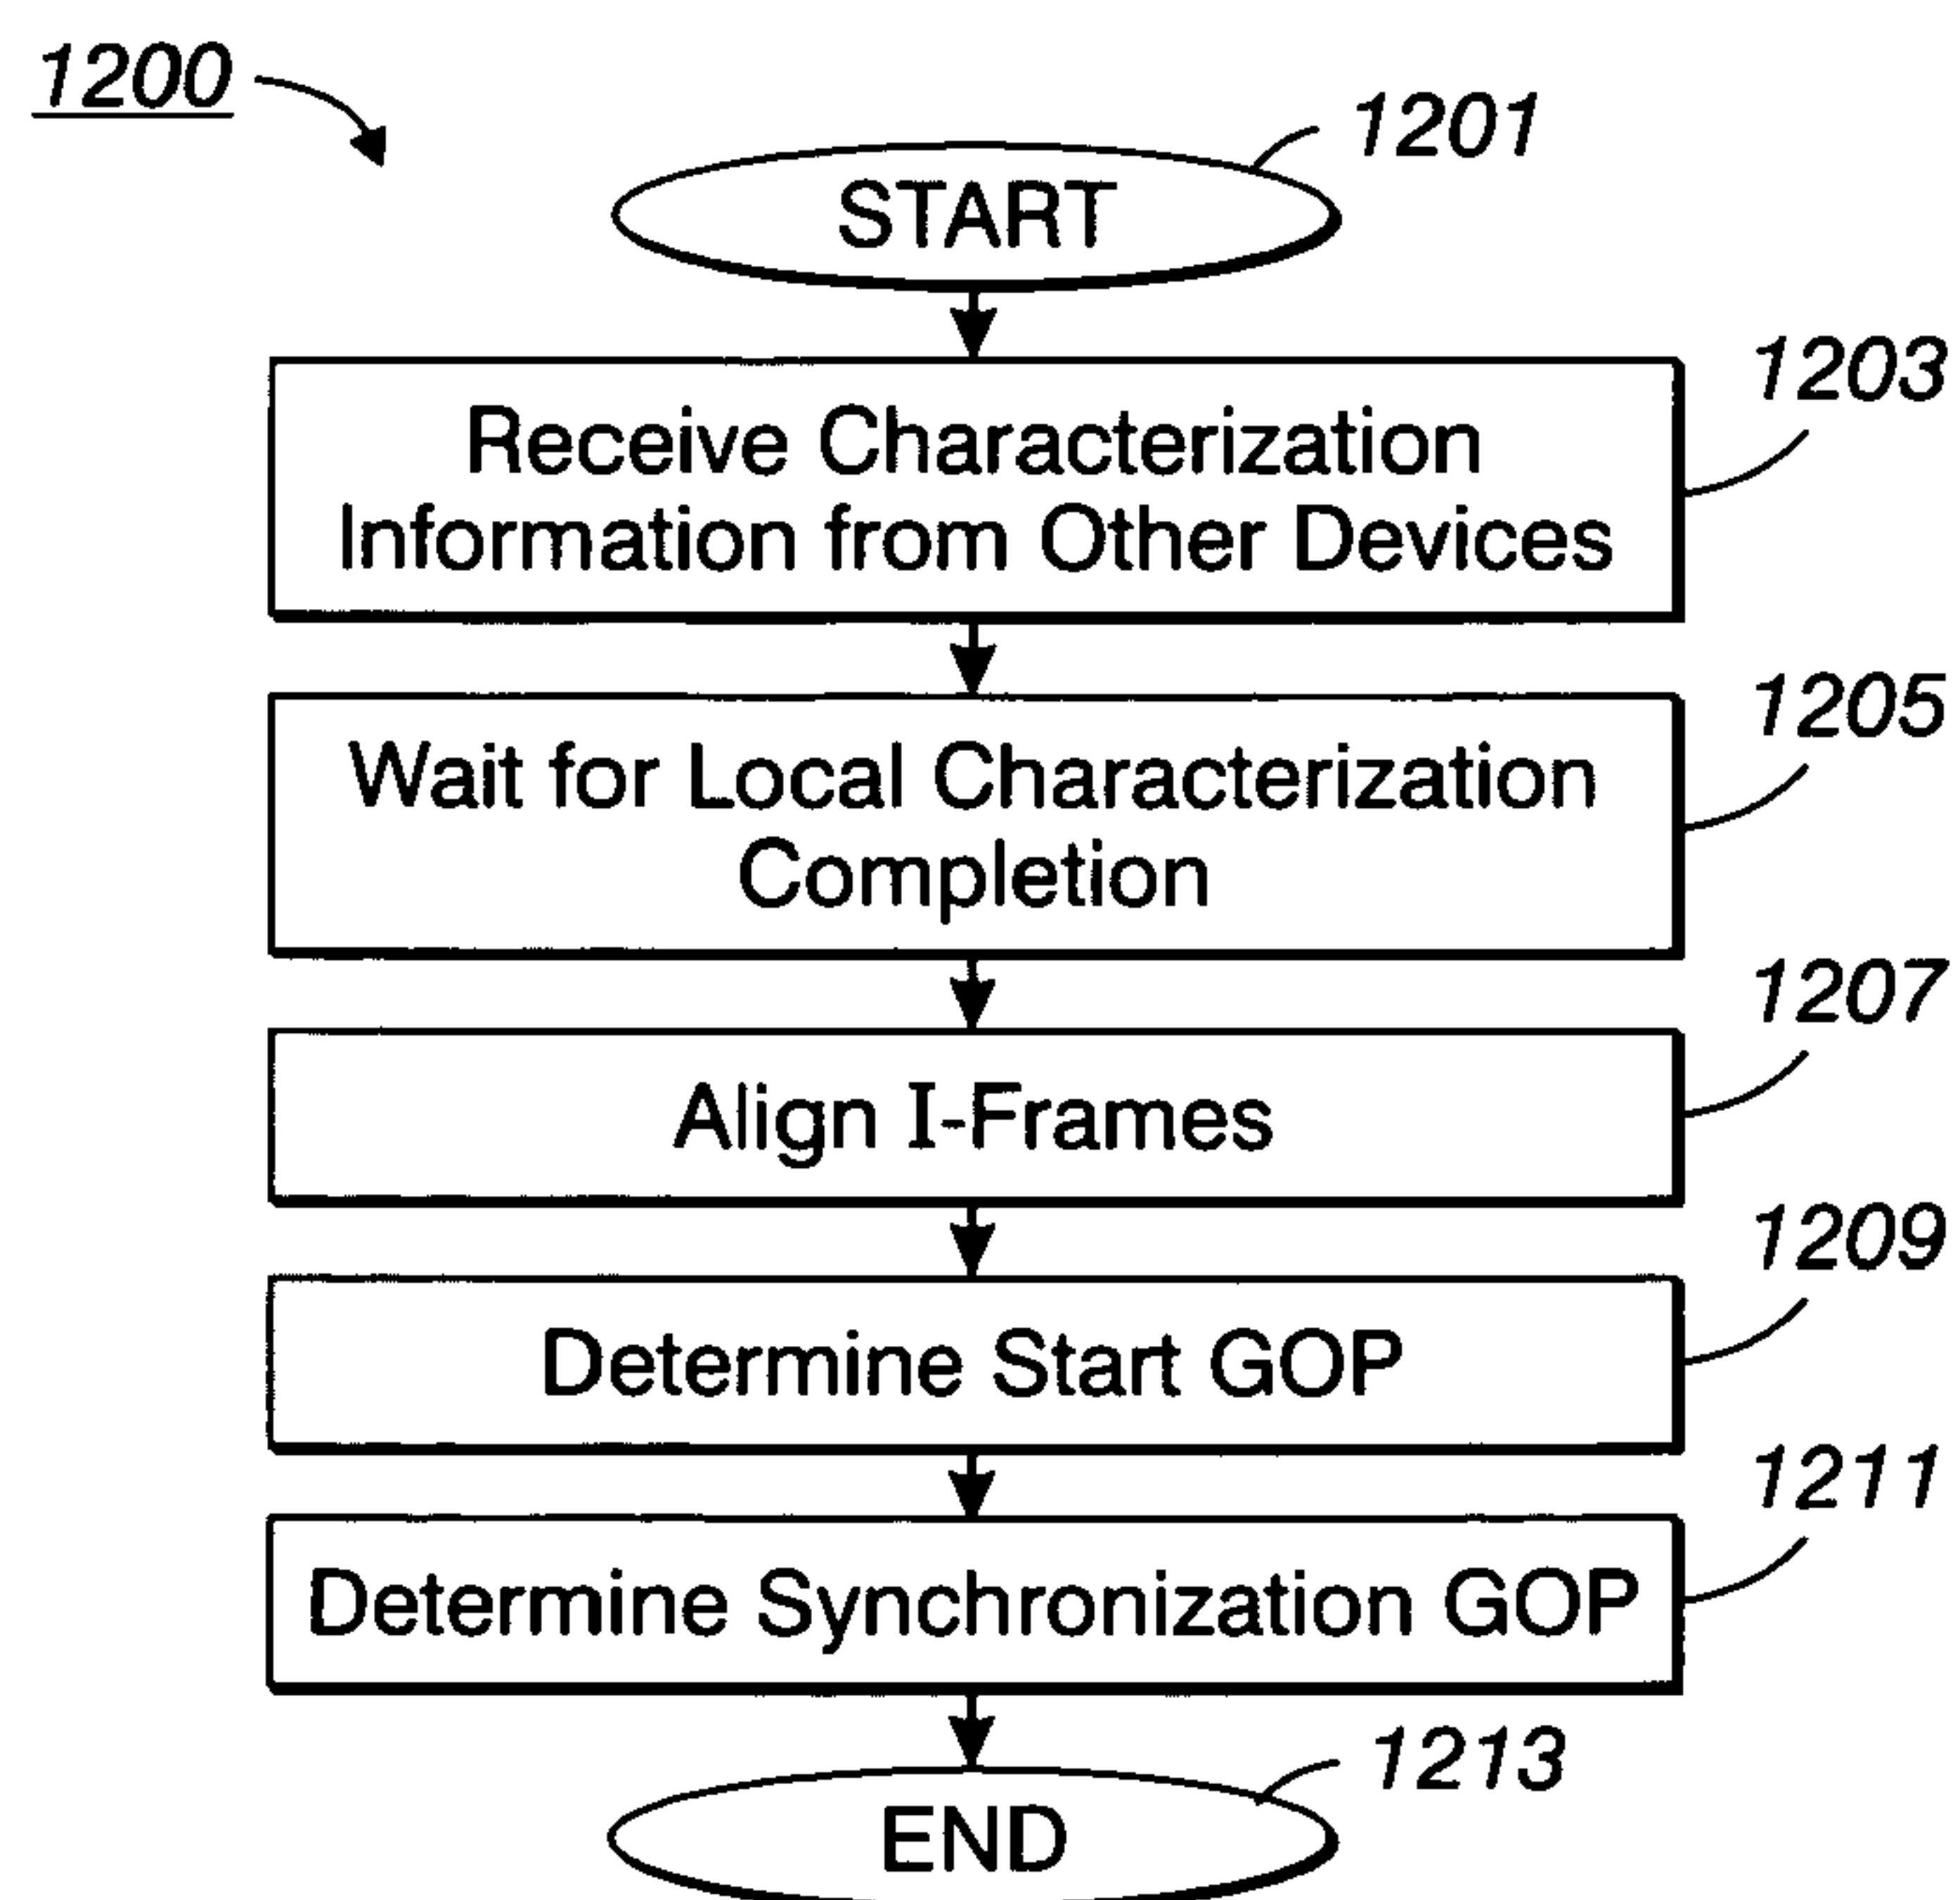 1200
1201
START
1203
Receive Characterization
Information from Other Devices
1205
Wait for Local Characterization
Completion
1207
Align I-Frames
1209
Determine Start GOP
1211
Determine Synchronization GOP
1213
END